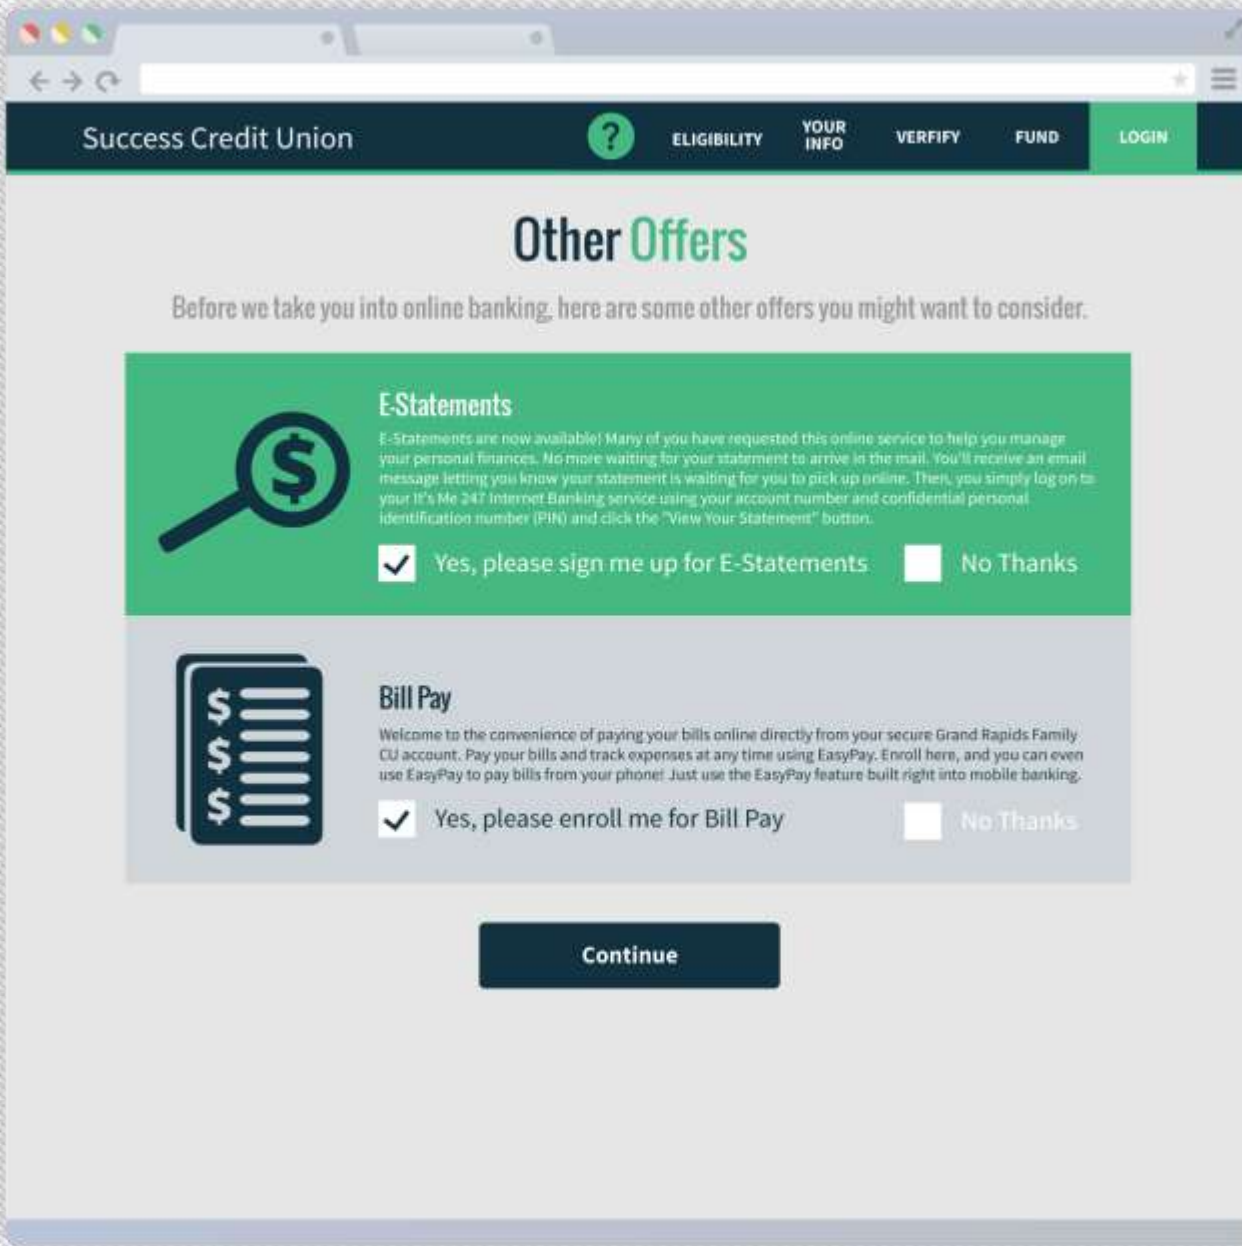 Success Credit Union
?
ELIGIBILITY
YOUR
INFO
VERFIFY
FUND
LOGIN
Other Offers
Before we take you into online banking, here are some other offers you might want to consider.
$
E-Statements
E-Statements are now available! Many of you have requested this online service to help you manage
your personal finances. No more waiting for your statement to arrive in the mail. You'll receive an email
message letting you know your statement is waiting for you to pick up online. Then, you simply log on to
your It's Me 247 Internet Banking service using your account number and confidential personal
identification number (PIN) and click the "View Your Statement" button.
Yes, please sign me up for E-Statements
No Thanks
$
$
$
Bill Pay
Welcome to the convenience of paying your bills online directly from your secure Grand Rapids Family
CU account. Pay your bills and track expenses at any time using EasyPay. Enroll here, and you can even
use EasyPay to pay bills from your phone! Just use the EasyPay feature built right into mobile banking.
Yes, please enroll me for Bill Pay
No Thanks
Continue